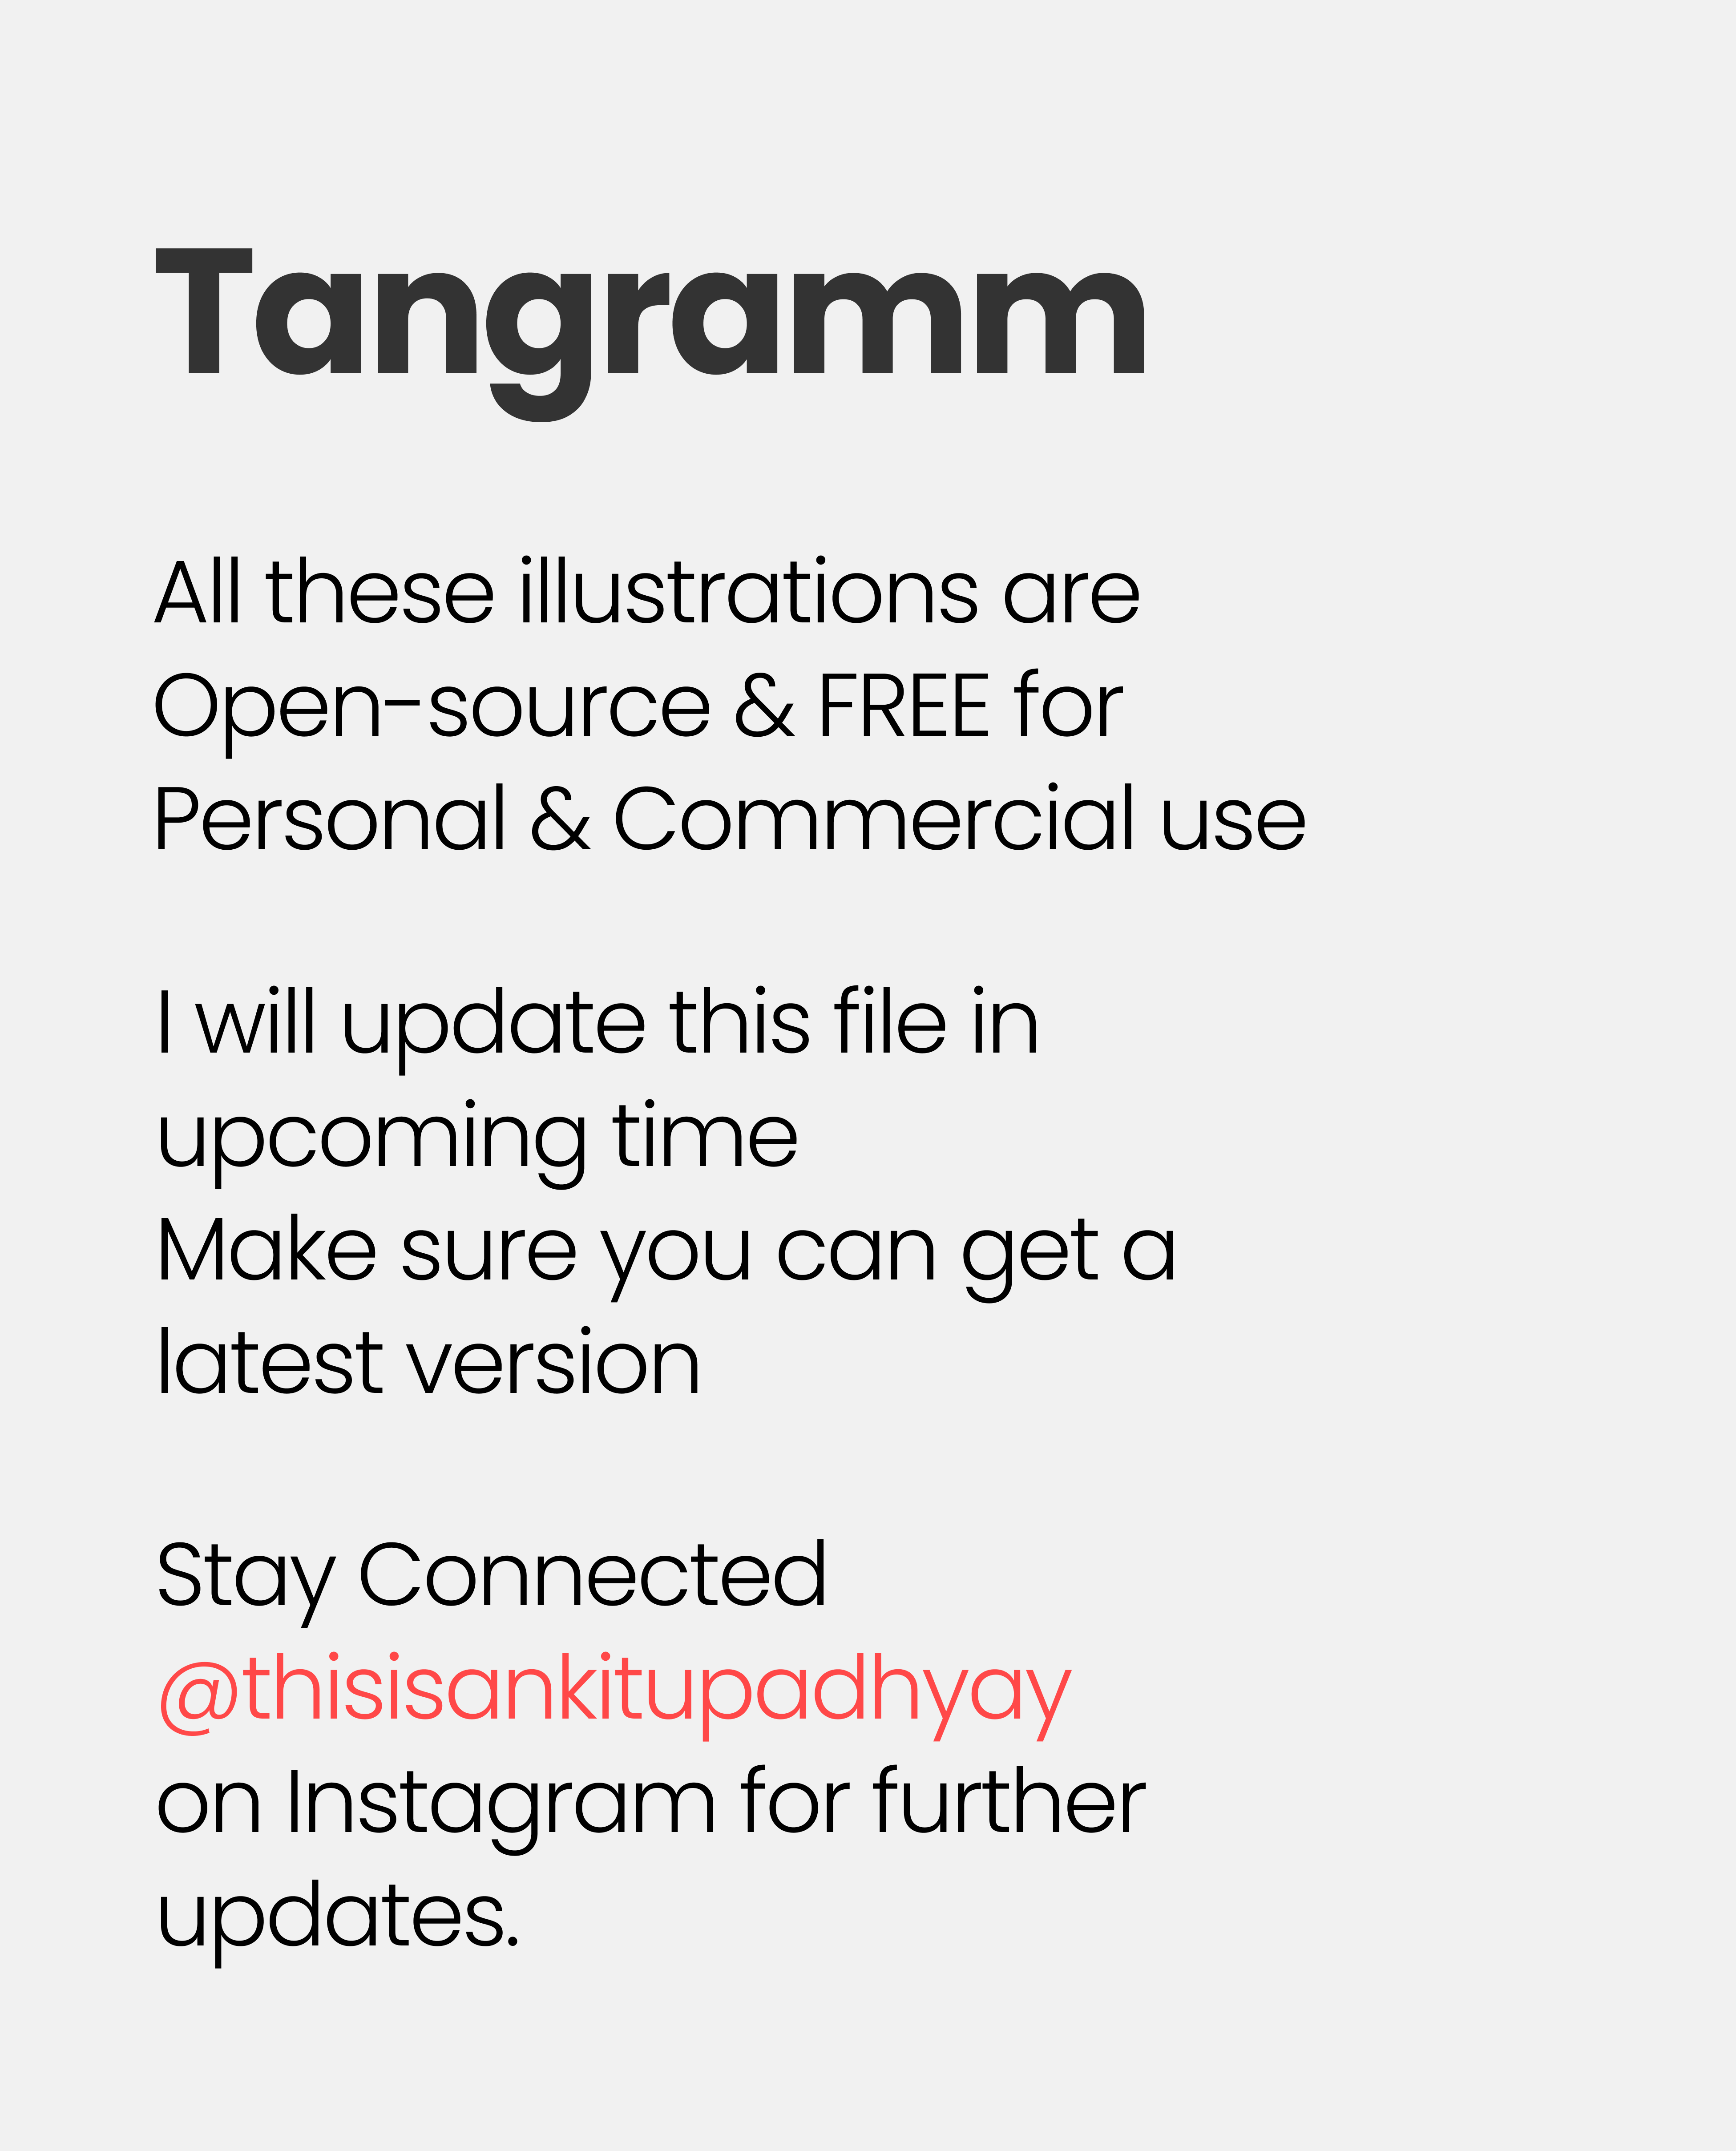 Tangramm
All these illustrations are
Open-source & FREE for
Personal & Commercial use
I will update this file in
upcoming time
Make sure you can get a
latest version
Stay Connected
@thisisankitupadhyay
on Instagram for further
updates.